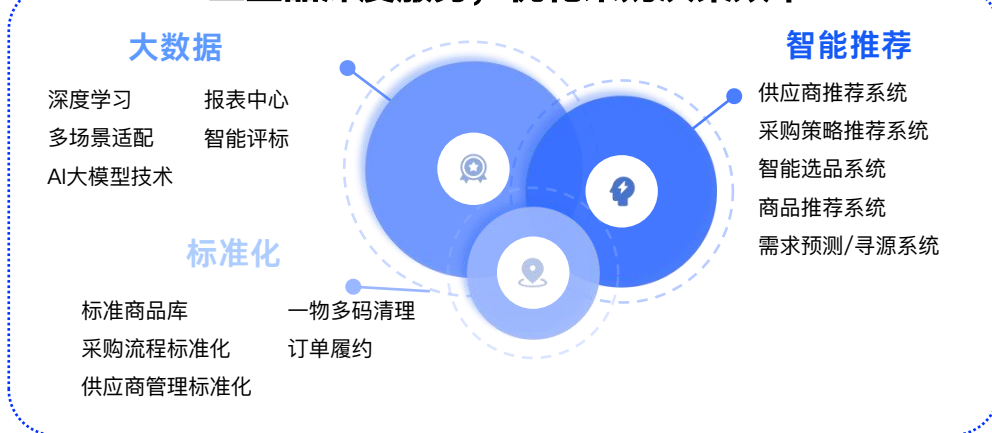 大数据
深度学习 报表中心
多场景适配 智能评标
AI大模型技术
智能推荐
供应商推荐系统
采购策略推荐系统
智能选品系统
商品推荐系统
需求预测/寻源系统
标准化
标准商品库 一物多码清理
采购流程标准化 订单履约
供应商管理标准化